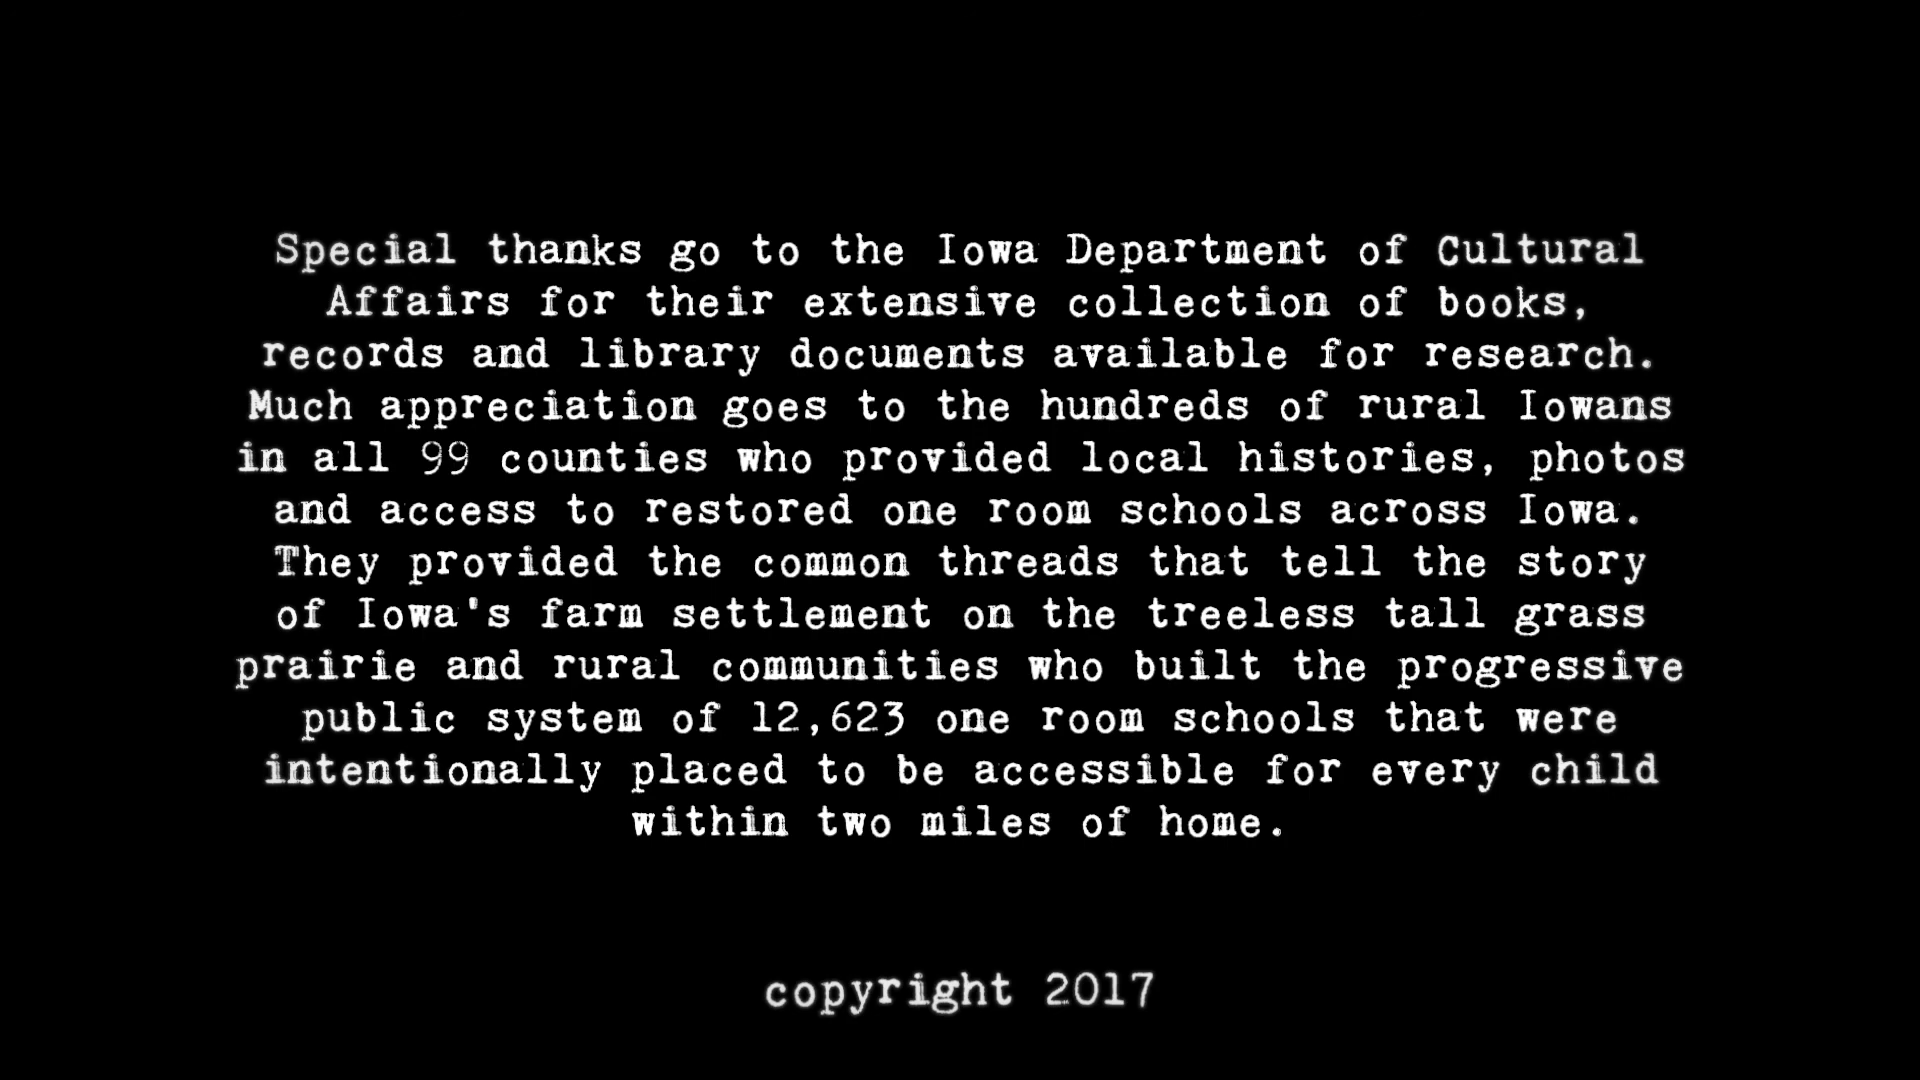 Special thanks go to the Iowa Department of Cultural
Affairs for their extensive collection of books,
records and library documents available for research.
Much appreciation goes to the hundreds of rural Iowans
in all 99 counties who provided local histories, photos
and access to restored one room schools across Iowa.
They provided the common threads that tell the story
of Iowa's farm settlement on the treeless tall grass
prairie and rural communities who built the progressive
public system of 12,623 one room schools that were
intentionally placed to be accessible for every child
within two miles of home.
copyright 2017